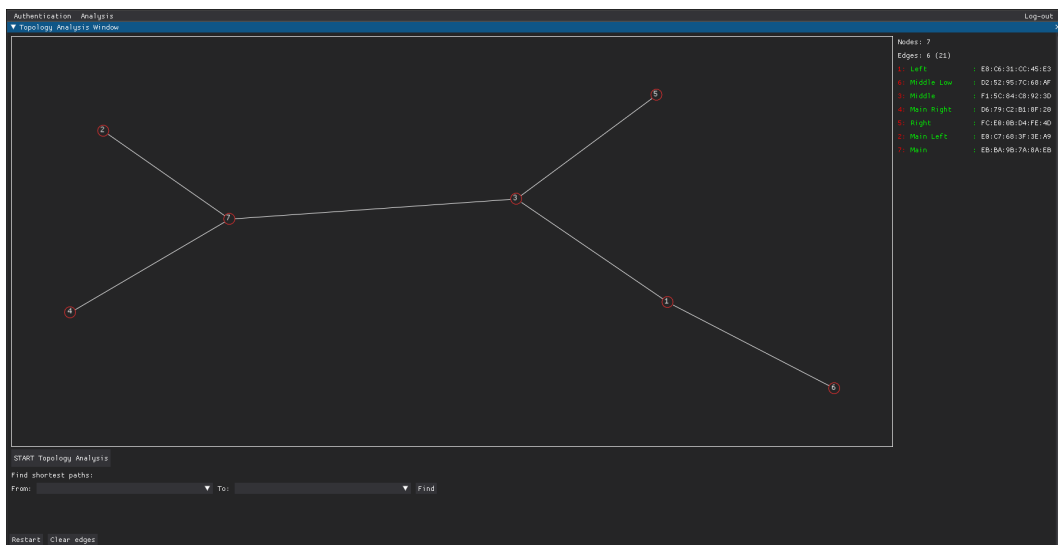 Authentication Analysis Log-out
▼ Topology Analysis Window
Nodes: 7
Edges: 6 (21)
1: Left : E8:C6:31:CC:45:E3
6: Middle Low : D2:52:95:7C:68:AF
3: Middle : F1:5C:84:C8:92:3D
4: Main Right : D6:79:C2:B1:8F:28
5: Right : FC:E8:8B:D4:FE:4D
2: Main Left : E8:C7:68:3F:3E:A9
7: Main : EB:BA:9B:7A:8A:EB
5
2
3
7
1
4
6
START Topology Analysis
Find shortest paths:
From: ▼ To: ▼ Find
Restart Clear edges